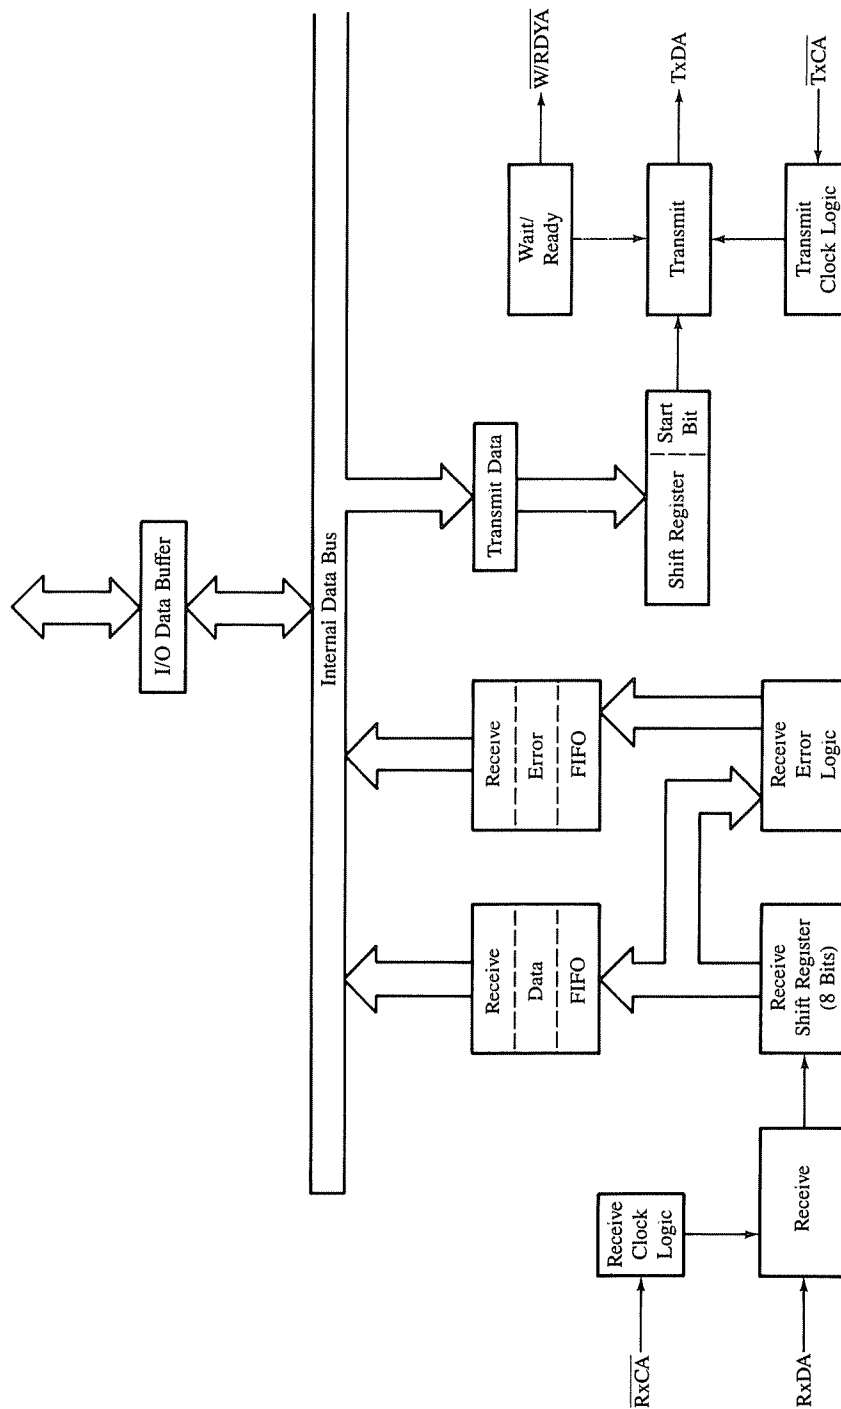 I/O Data Buffer
Internal Data Bus
Receive
Data
FIFO
Receive
Error
FIFO
Transmit Data
Wait/
Ready
W/RDYA
Receive
Clock
Logic
RxCA
Shift Register
Start
Bit
Transmit
TxDA
RxDA
Receive
Receive
Shift Register
(8 Bits)
Receive
Error
Logic
Transmit
Clock Logic
TxCA